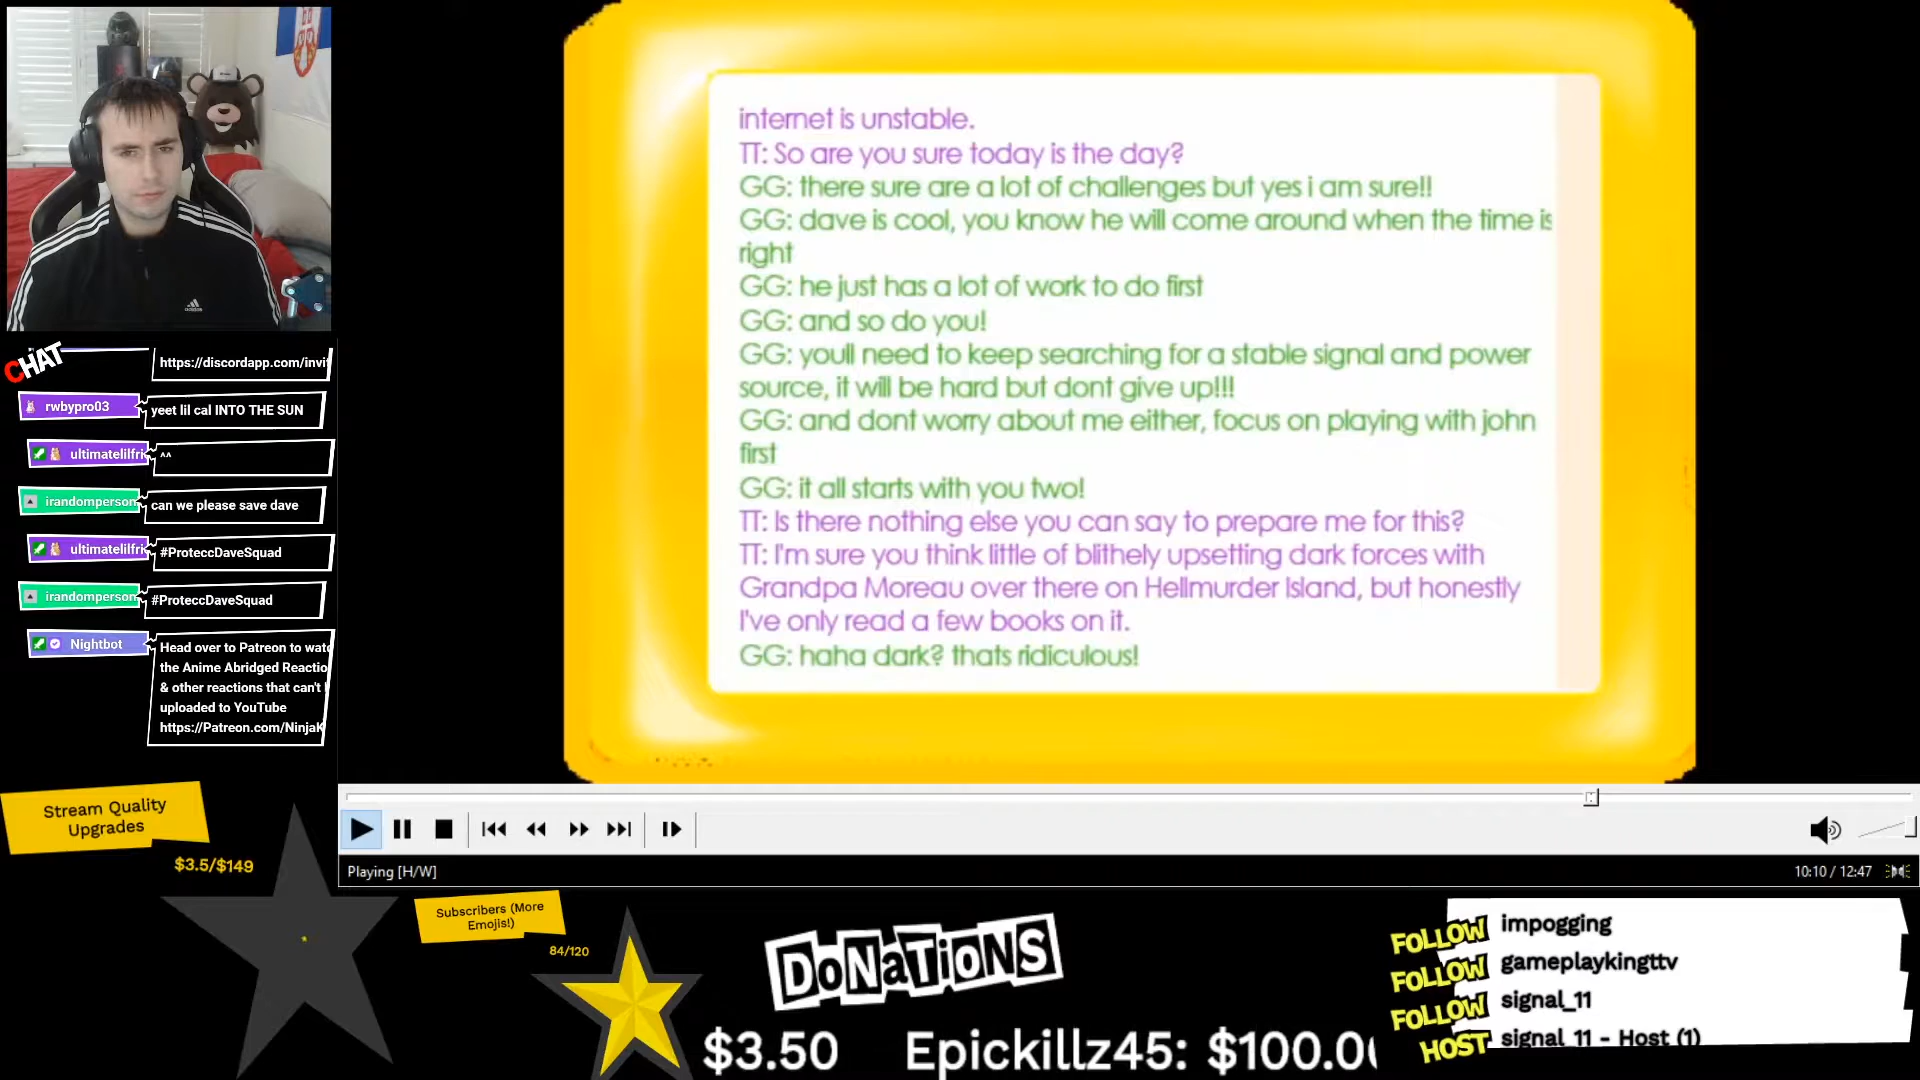 internet is unstable.
TT: So are you sure today is the day?
GG: there sure are a lot of challenges but yes i am sure!!
GG: dave is cool, you know he will come around when the time is
right
GG: he just has a lot of work to do first
GG: and so do you!
GG: youll need to keep searching for a stable signal and power
source, it will be hard but dont give up!!!
GG: and dont worry about me either, focus on playing with john
first
GG: it all starts with you two!
TT: Is there nothing else you can say to prepare me for this?
TT: I'm sure you think little of blithely upsetting dark forces with
Grandpa Moreau over there on Hellmurder Island, but honestly
I've only read a few books on it.
GG: haha dark? thats ridiculous!
CHAT
https://discordapp.com/invi
rwbypro03
yeet lil cal INTO THE SUN
ultimatelilfri
^^
irandomperson
can we please save dave
ultimatelilfri
#ProteccDaveSquad
irandomperson
#ProteccDaveSquad
Nightbot
Head over to Patreon to wat
the Anime Abridged Reactio
& other reactions that can't
uploaded to YouTube
https://Patreon.com/NinjaK
Playing [H/W]
10:10 / 12:47
Stream Quality
Upgrades
$3.5/$149
Subscribers (More
Emojis!)
84/120
DoNaTiONS
$3.50 Epickillz45: $100.0
FOLLOW impogging
FOLLOW gameplaykingttv
FOLLOW signal_11
HOST signal_11 - Host (1)
adidas